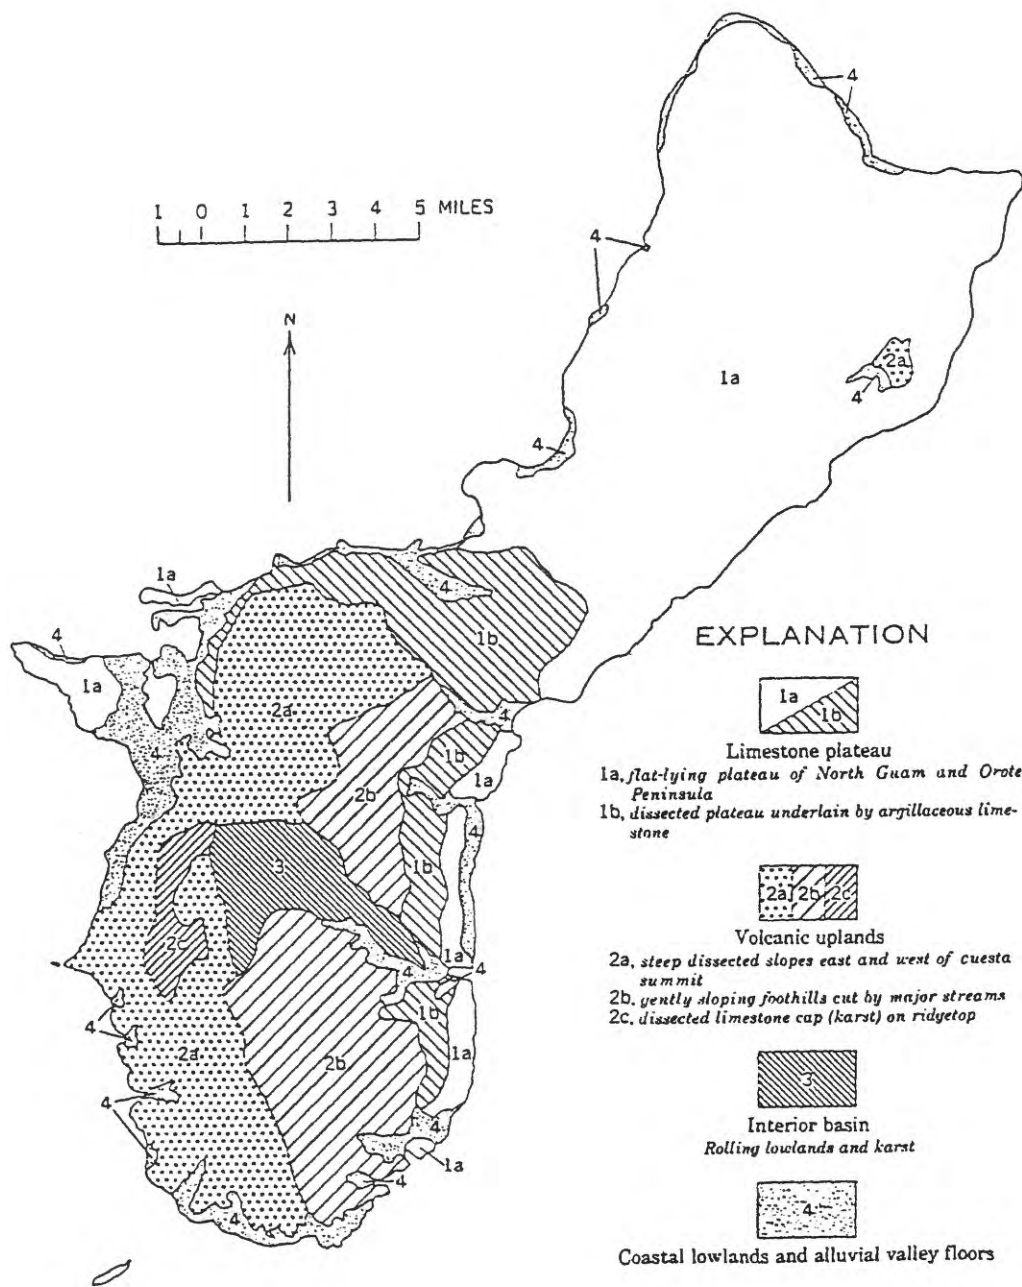 4
1 0 1 2 3 4 5 MILES
4
N
2a
1a
4
4
1a
4
4
1b
1a
2a
4
4
1b
1a
2b
4
3
1b
2c
1a
4
4
1b
4
2a
1a
2b
4
4
1a
4
4
EXPLANATION
1a
1b
Limestone plateau
1a, flat-lying plateau of North Guam and Orote
Peninsula
1b, dissected plateau underlain by argillaceous lime-
stone
2a 2b 2c
Volcanic uplands
2a, steep dissected slopes east and west of cuesta
summit
2b, gently sloping foothills cut by major streams
2c, dissected limestone cap (karst) on ridgetop
3
Interior basin
Rolling lowlands and karst
4
Coastal lowlands and alluvial valley floors